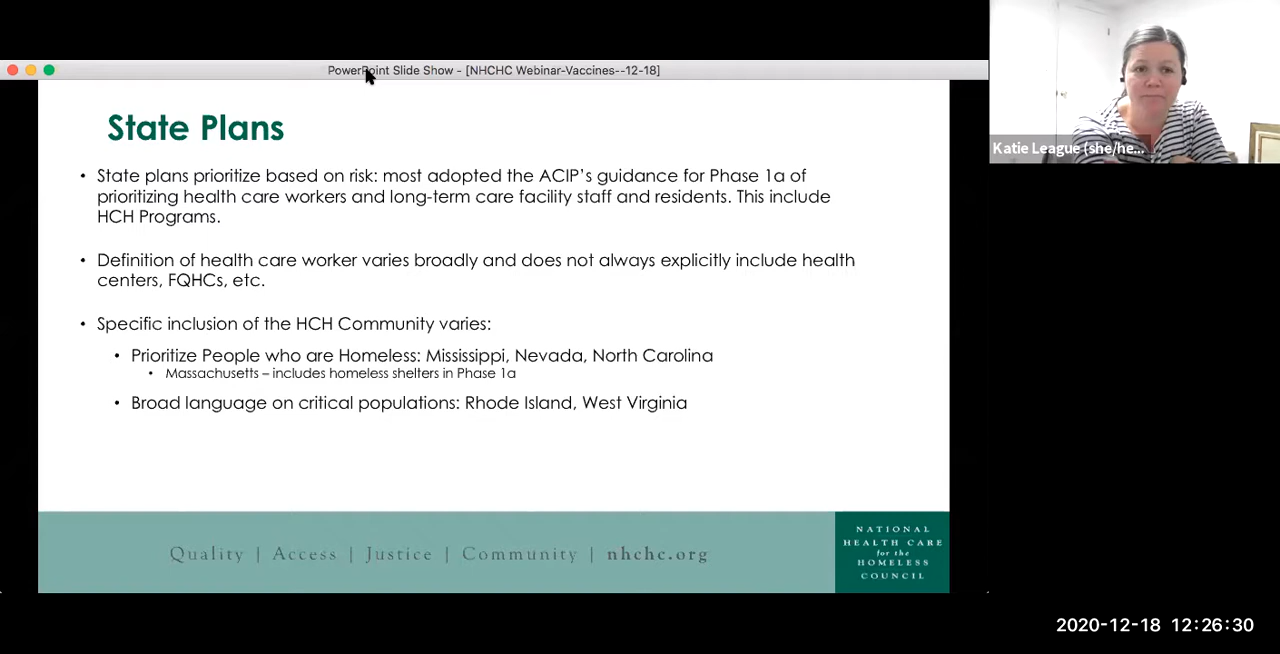 PowerPoint Slide Show - [NHCHC Webinar-Vaccines--12-18]
Katie League (she/he...
State Plans
• State plans prioritize based on risk: most adopted the ACIP's guidance for Phase 1a of
prioritizing health care workers and long-term care facility staff and residents. This include
HCH Programs.
• Definition of health care worker varies broadly and does not always explicitly include health
centers, FQHCs, etc.
• Specific inclusion of the HCH Community varies:
• Prioritize People who are Homeless: Mississippi, Nevada, North Carolina
• Massachusetts – includes homeless shelters in Phase 1a
• Broad language on critical populations: Rhode Island, West Virginia
Quality | Access | Justice | Community | nhchc.org
NATIONAL
HEALTH CARE
for the
HOMELESS
COUNCIL
2020-12-18 12:26:30